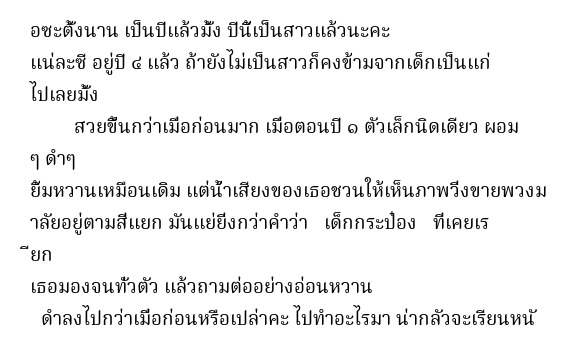 อซะตั้งนาน เป็นปีแล้วมั้ง ปีนี้เป็นสาวแล้วนะคะ
แน่ละซี อยู่ปี ๔ แล้ว ถ้ายังไม่เป็นสาวก็คงข้ามจากเด็กเป็นแก่
ไปเลยมั้ง
สวยขึ้นกว่าเมื่อก่อนมาก เมื่อตอนปี ๑ ตัวเล็กนิดเดียว ผอม
ๆ ดำๆ
ยิ้มหวานเหมือนเดิม แต่น้ำเสียงของเธอชวนให้เห็นภาพวิ่งขายพวงม
าลัยอยู่ตามสี่แยก มันแย่ยิ่งกว่าคำว่า เด็กกระป๋อง ที่เคยเร
ียก
เธอมองจนทั่วตัว แล้วถามต่ออย่างอ่อนหวาน
ดำลงไปกว่าเมื่อก่อนหรือเปล่าคะ ไปทำอะไรมา น่ากลัวจะเรียนหนั